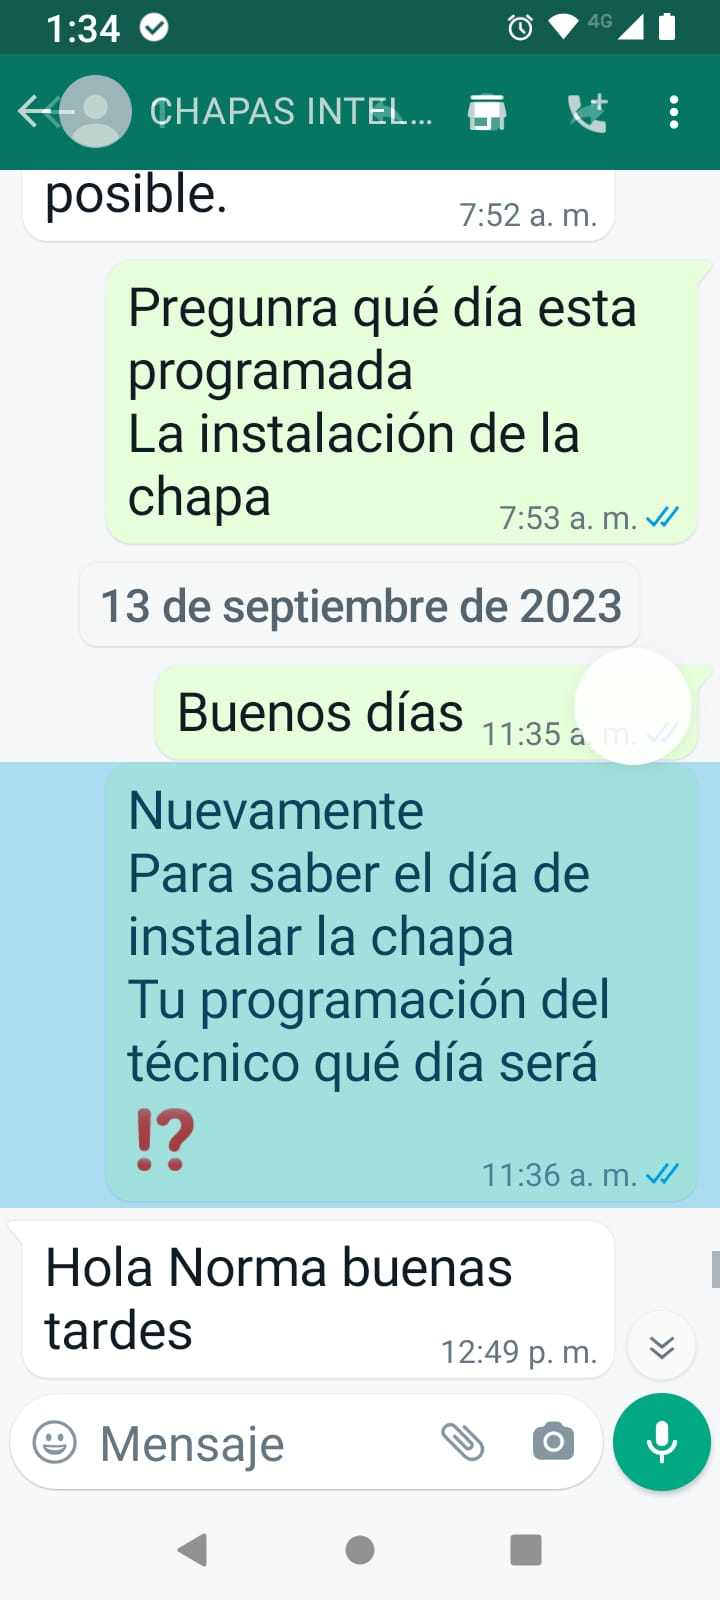 1:34
4G
CHAPAS INTEL...
posible.
7:52 a. m.
Pregunra qué día esta
programada
La instalación de la
chapa
7:53 a. m.
13 de septiembre de 2023
Buenos días
11:35 a. m.
Nuevamente
Para saber el día de
instalar la chapa
Tu programación del
técnico qué día será
⁉️
11:36 a. m.
Hola Norma buenas
tardes
12:49 p. m.
Mensaje